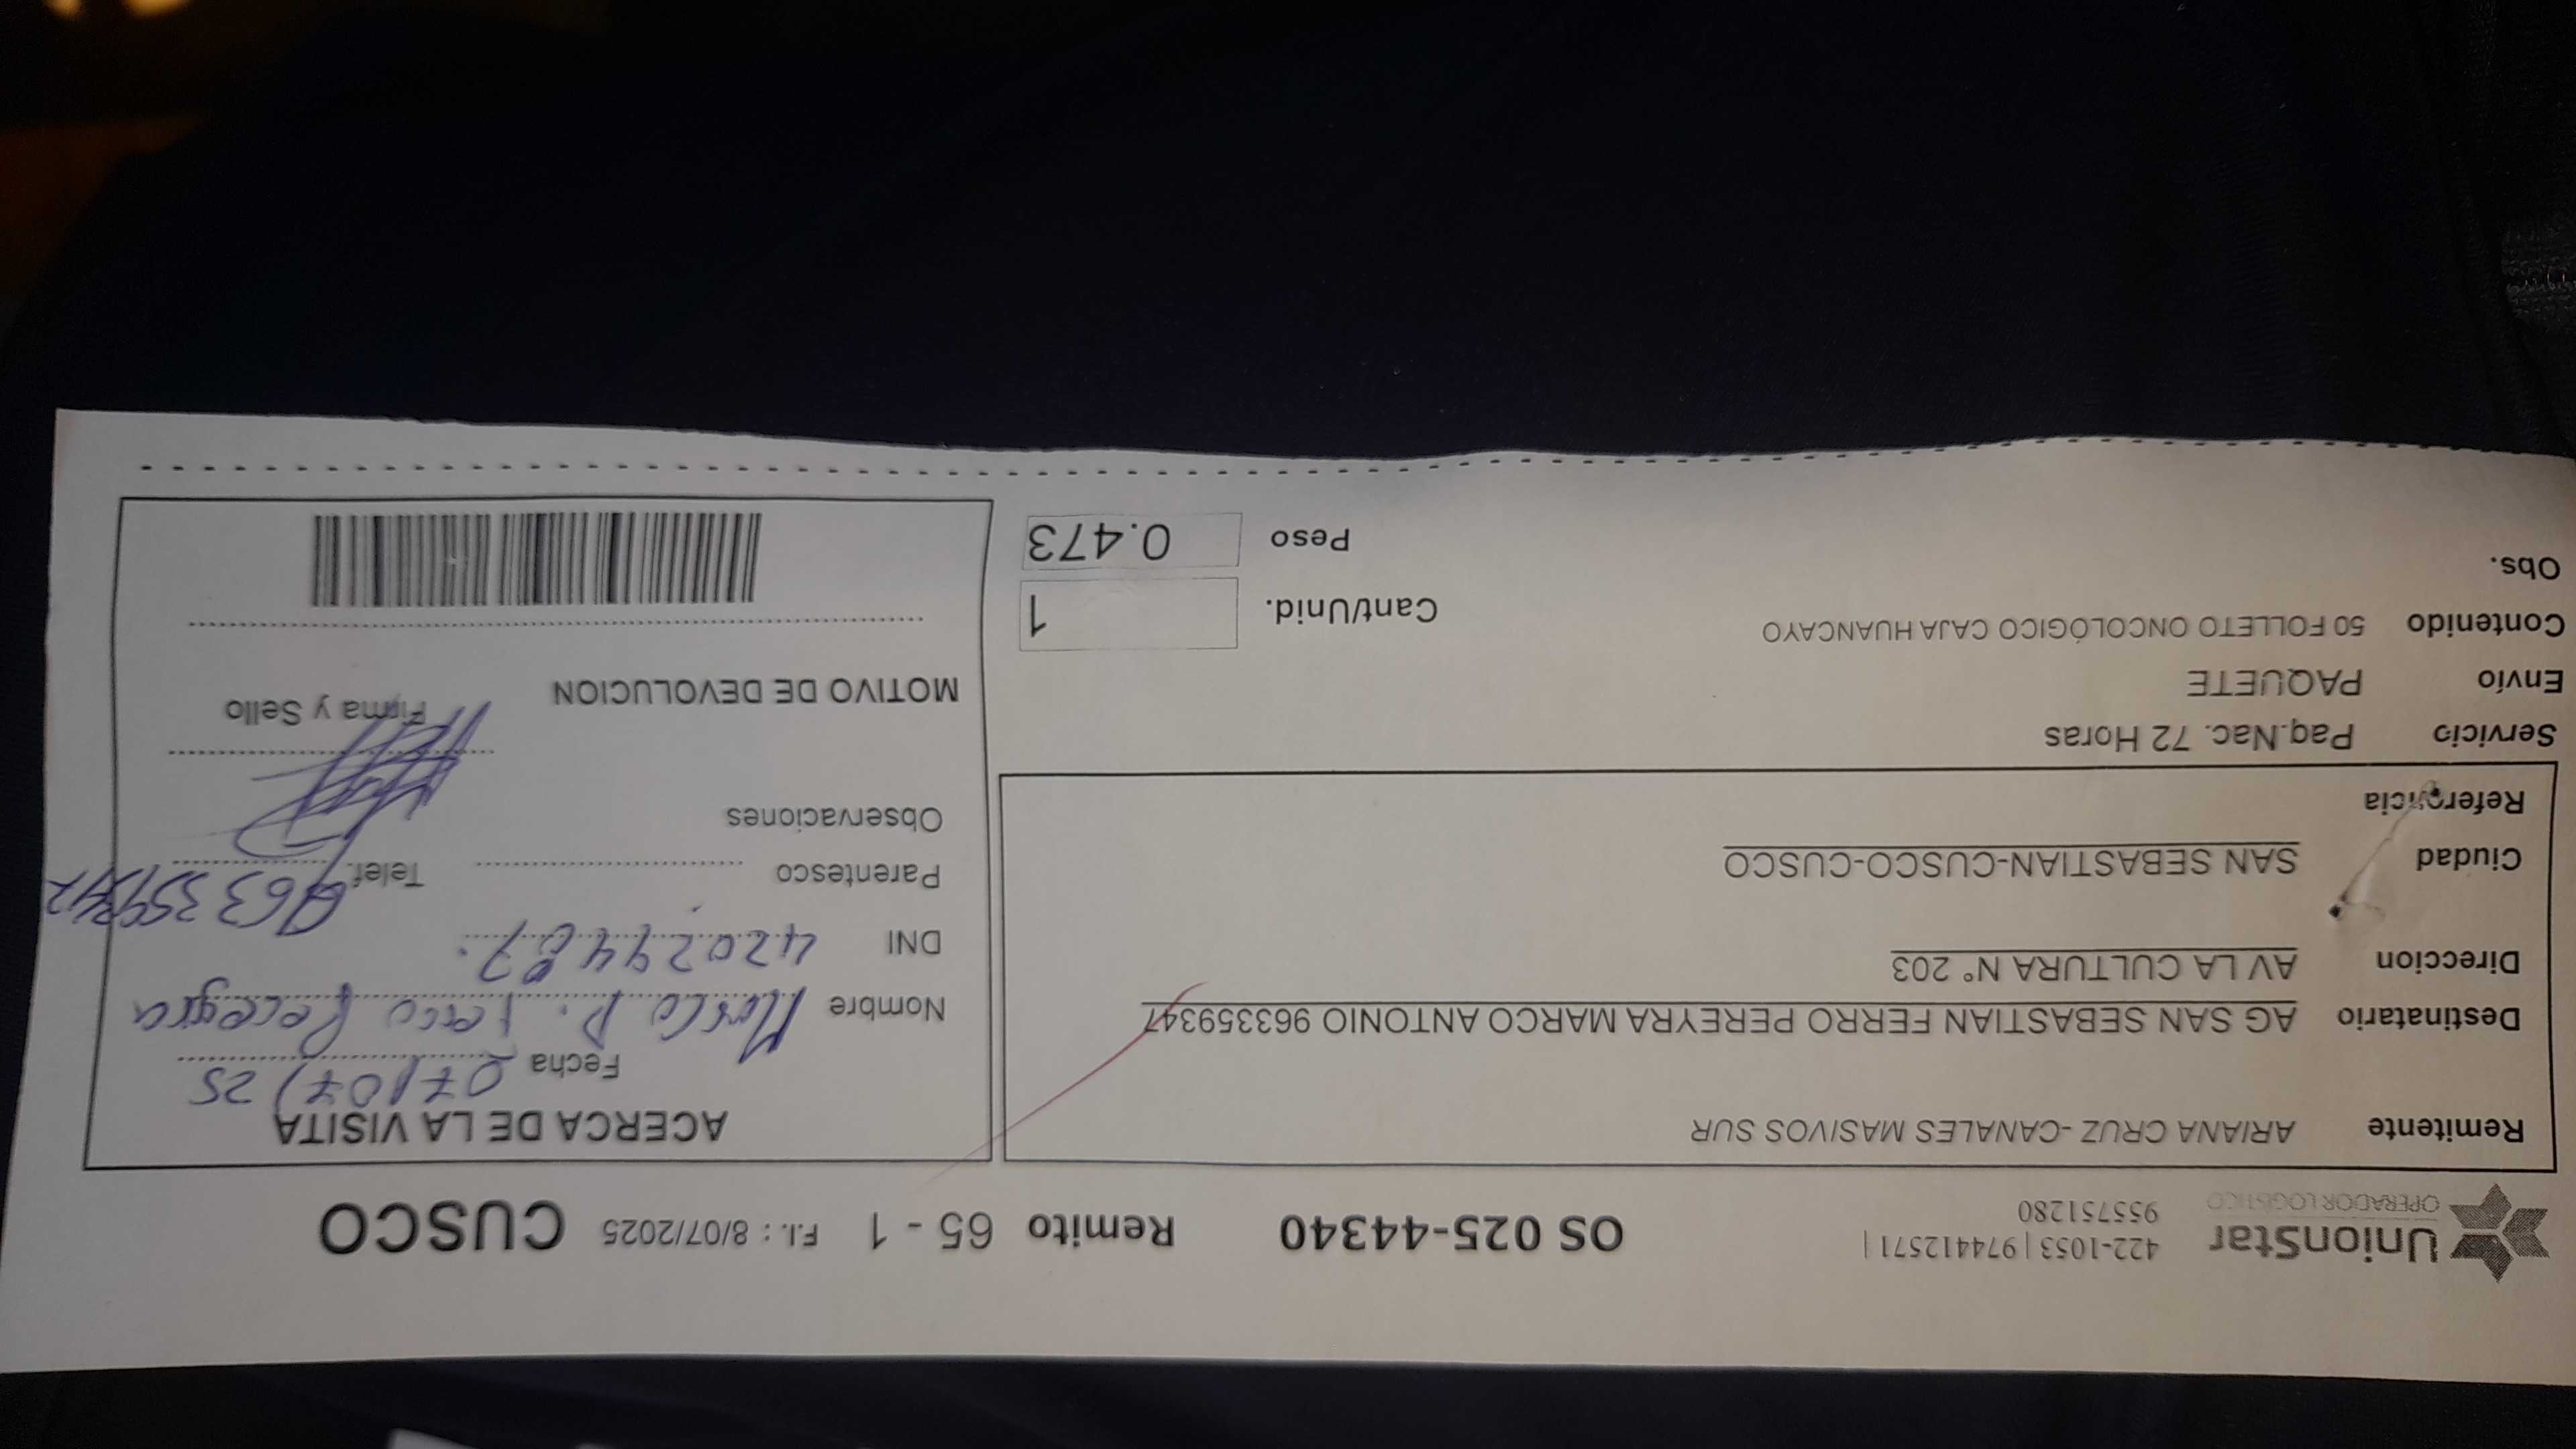 UnionStar
OPERADOR LOGISTICO
422-1053 | 974412571 |
955751280
OS 025-44340
Remito 65 - 1
F.I. : 8/07/2025
CUSCO
Remitente ARIANA CRUZ -CANALES MASIVOS SUR
Destinatario AG SAN SEBASTIAN FERRO PEREYRA MARCO ANTONIO 963359347
Direccion AV LA CULTURA N° 203
Ciudad SAN SEBASTIAN-CUSCO-CUSCO
Referencia
Servicio Paq.Nac. 72 Horas
Envío PAQUETE
Contenido 50 FOLLETO ONCOLÓGICO CAJA HUANCAYO
Obs.
Cant/Unid. 1
Peso 0.473
ACERCA DE LA VISITA
Fecha 07/07/25
Nombre Marco
DNI
Parentesco
Telef.
Observaciones
Firma y Sello
MOTIVO DE DEVOLUCION